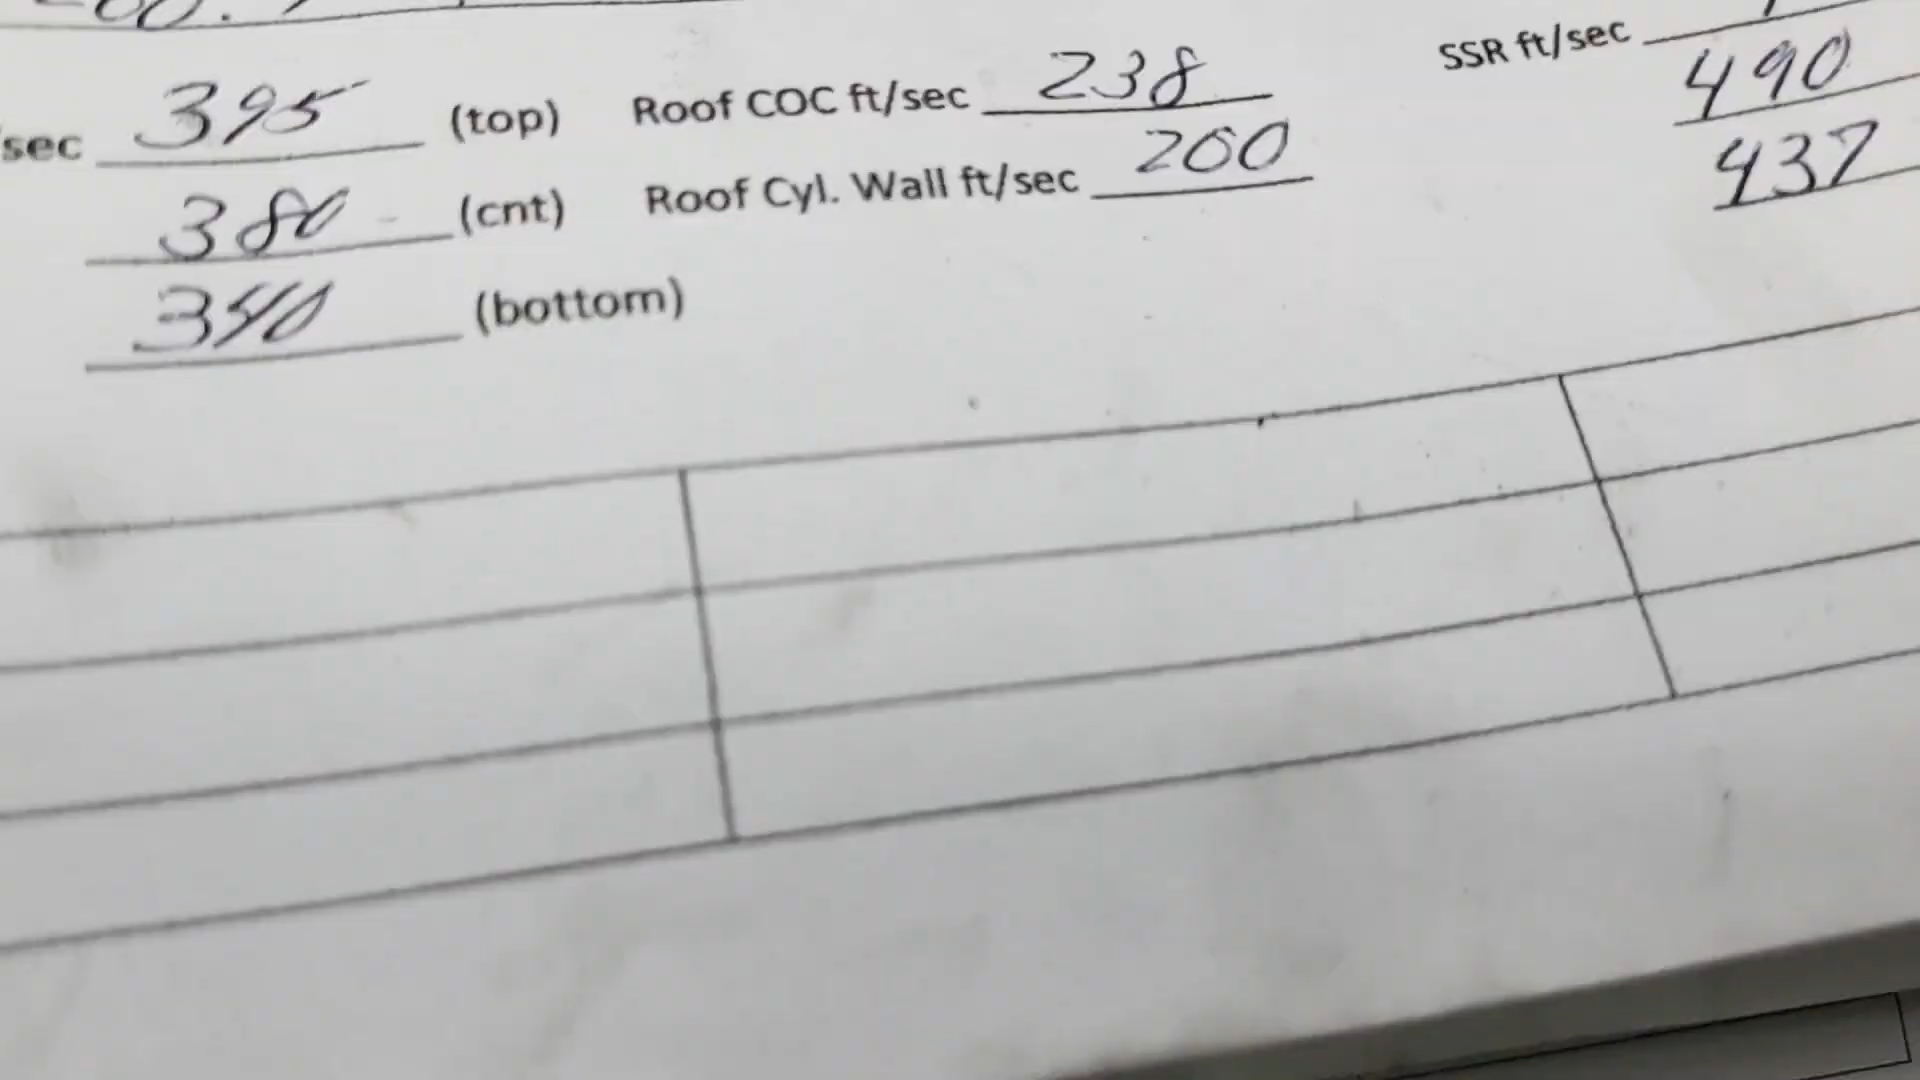 sec 395 (top) Roof COC ft/sec 238 SSR ft/sec
380 (cnt) Roof Cyl. Wall ft/sec 200 490
340 (bottom) 437